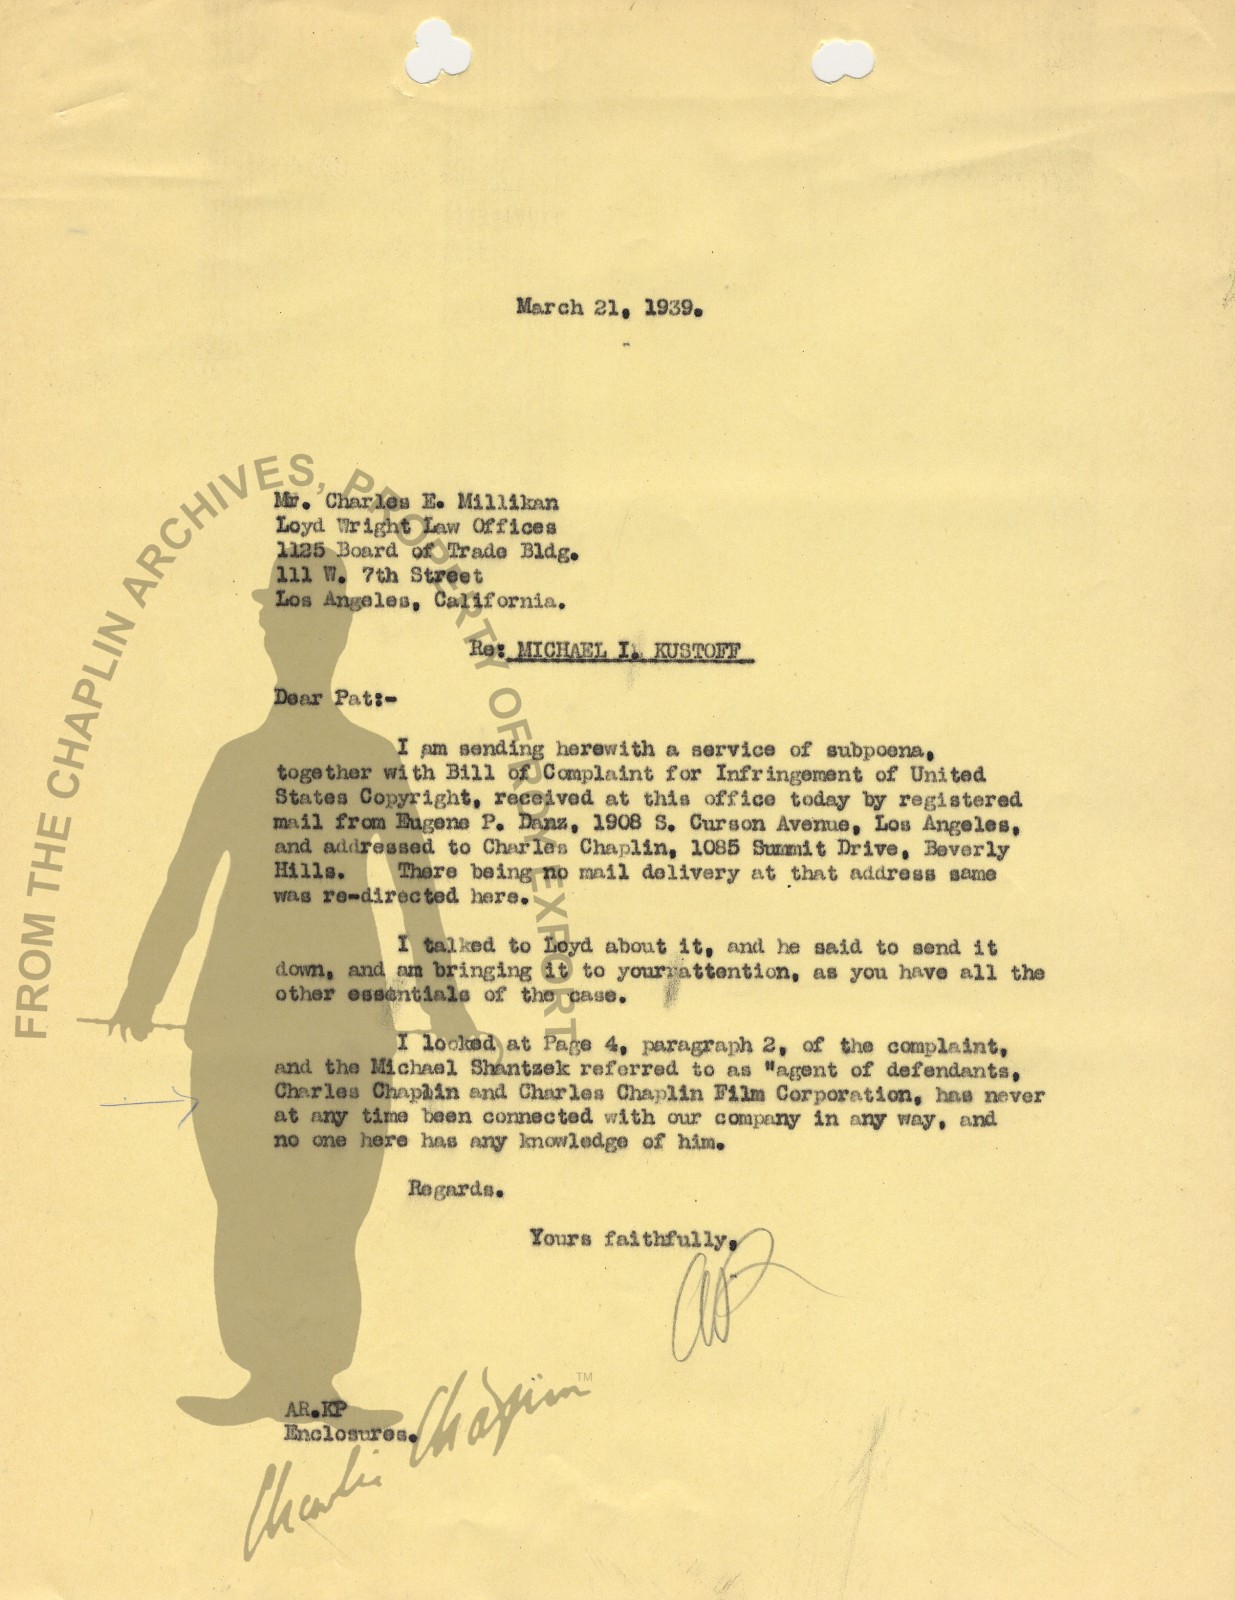 March 21, 1939.
Mr. Charles E. Millikan
Loyd Wright Law Offices
1125 Board of Trade Bldg.
111 W. 7th Street
Los Angeles, California.
Re: MICHAEL I. KUSTOFF
Dear Pat:-
I am sending herewith a service of subpoena,
together with Bill of Complaint for Infringement of United
States Copyright, received at this office today by registered
mail from Eugene P. Danz, 1908 S. Curson Avenue, Los Angeles,
and addressed to Charles Chaplin, 1085 Summit Drive, Beverly
Hills. There being no mail delivery at that address same
was re-directed here.
I talked to Loyd about it, and he said to send it
down, and am bringing it to yourrattention, as you have all the
other essentials of the case.
I looked at Page 4, paragraph 2, of the complaint,
and the Michael Shantzek referred to as "agent of defendants,
Charles Chaplin and Charles Chaplin Film Corporation, has never
at any time been connected with our company in any way, and
no one here has any knowledge of him.
Regards.
Yours faithfully,
AR
AR.KP
Enclosures.
Charlie Chaplin ™
FROM THE CHAPLIN ARCHIVES, PROPERTY OF ROY EXPORT